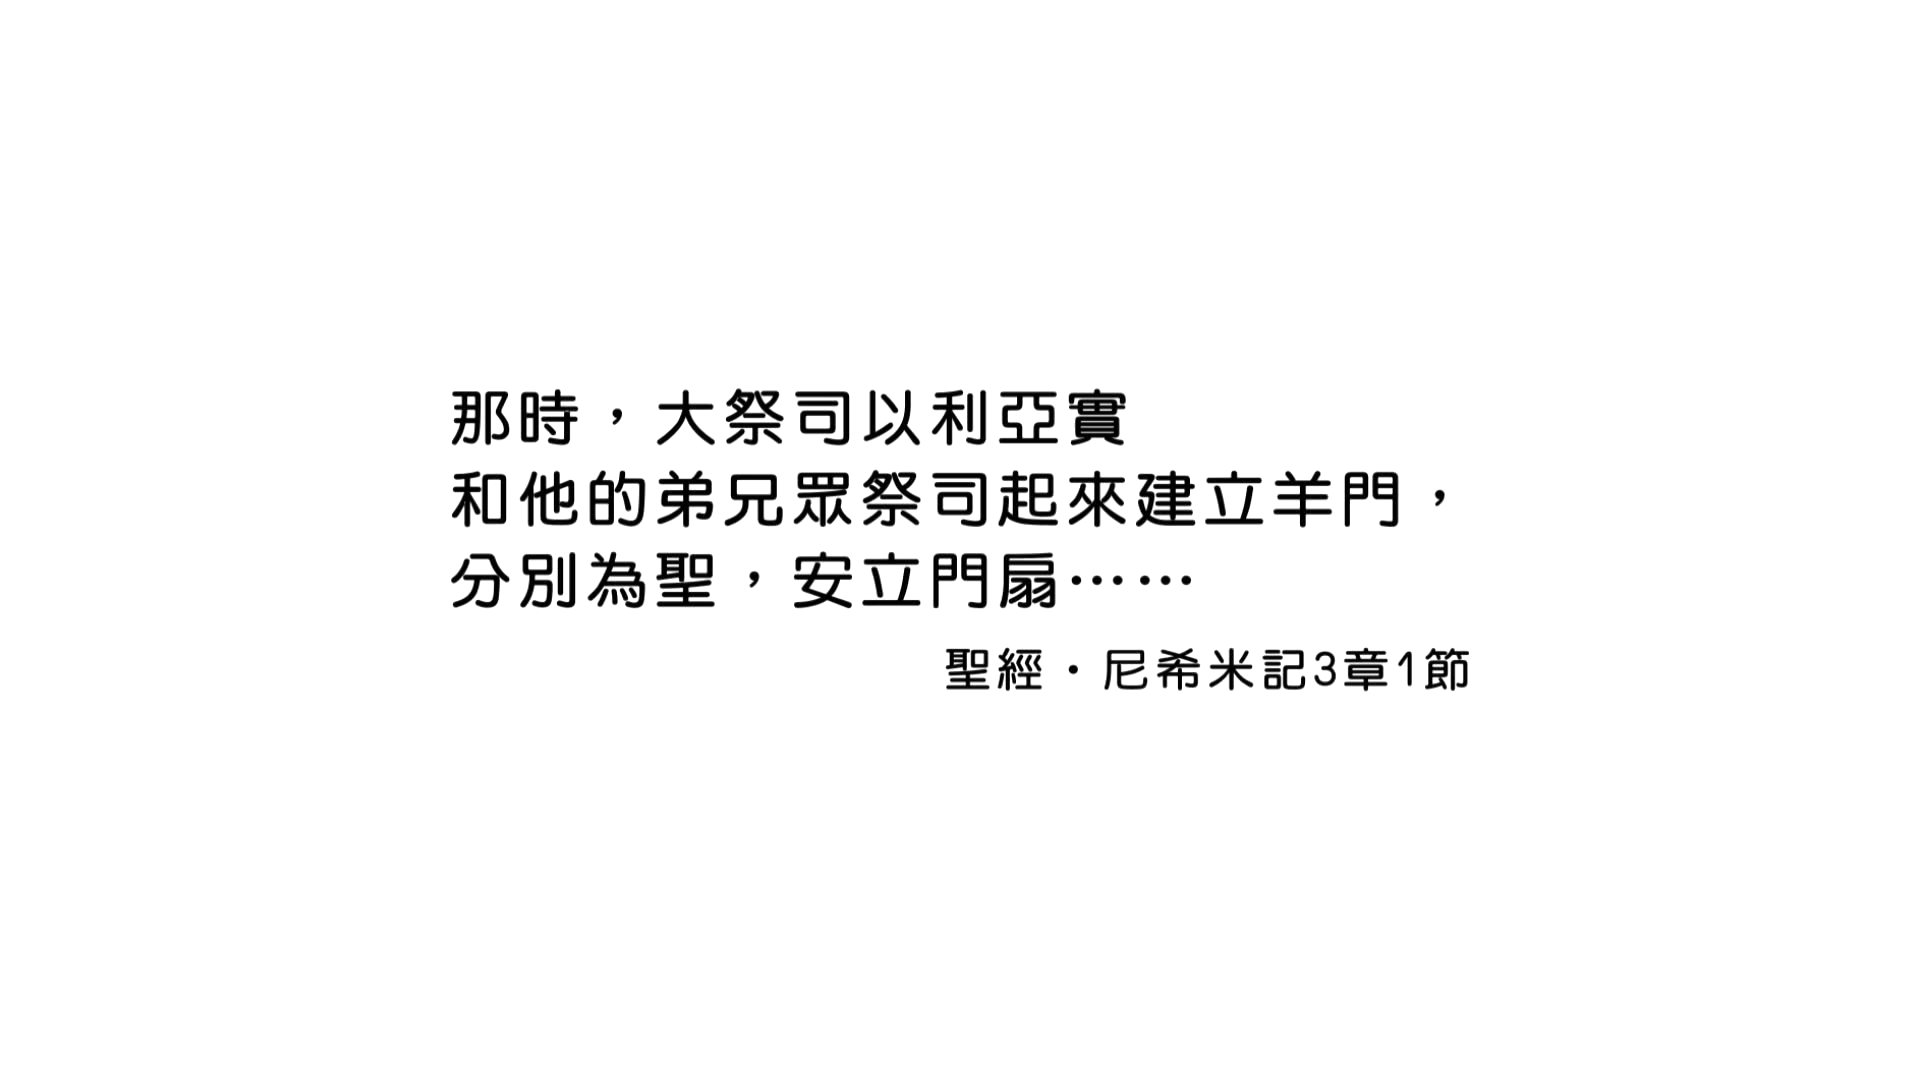 那時，大祭司以利亞實
和他的弟兄眾祭司起來建立羊門，
分別為聖，安立門扇……
聖經．尼希米記3章1節